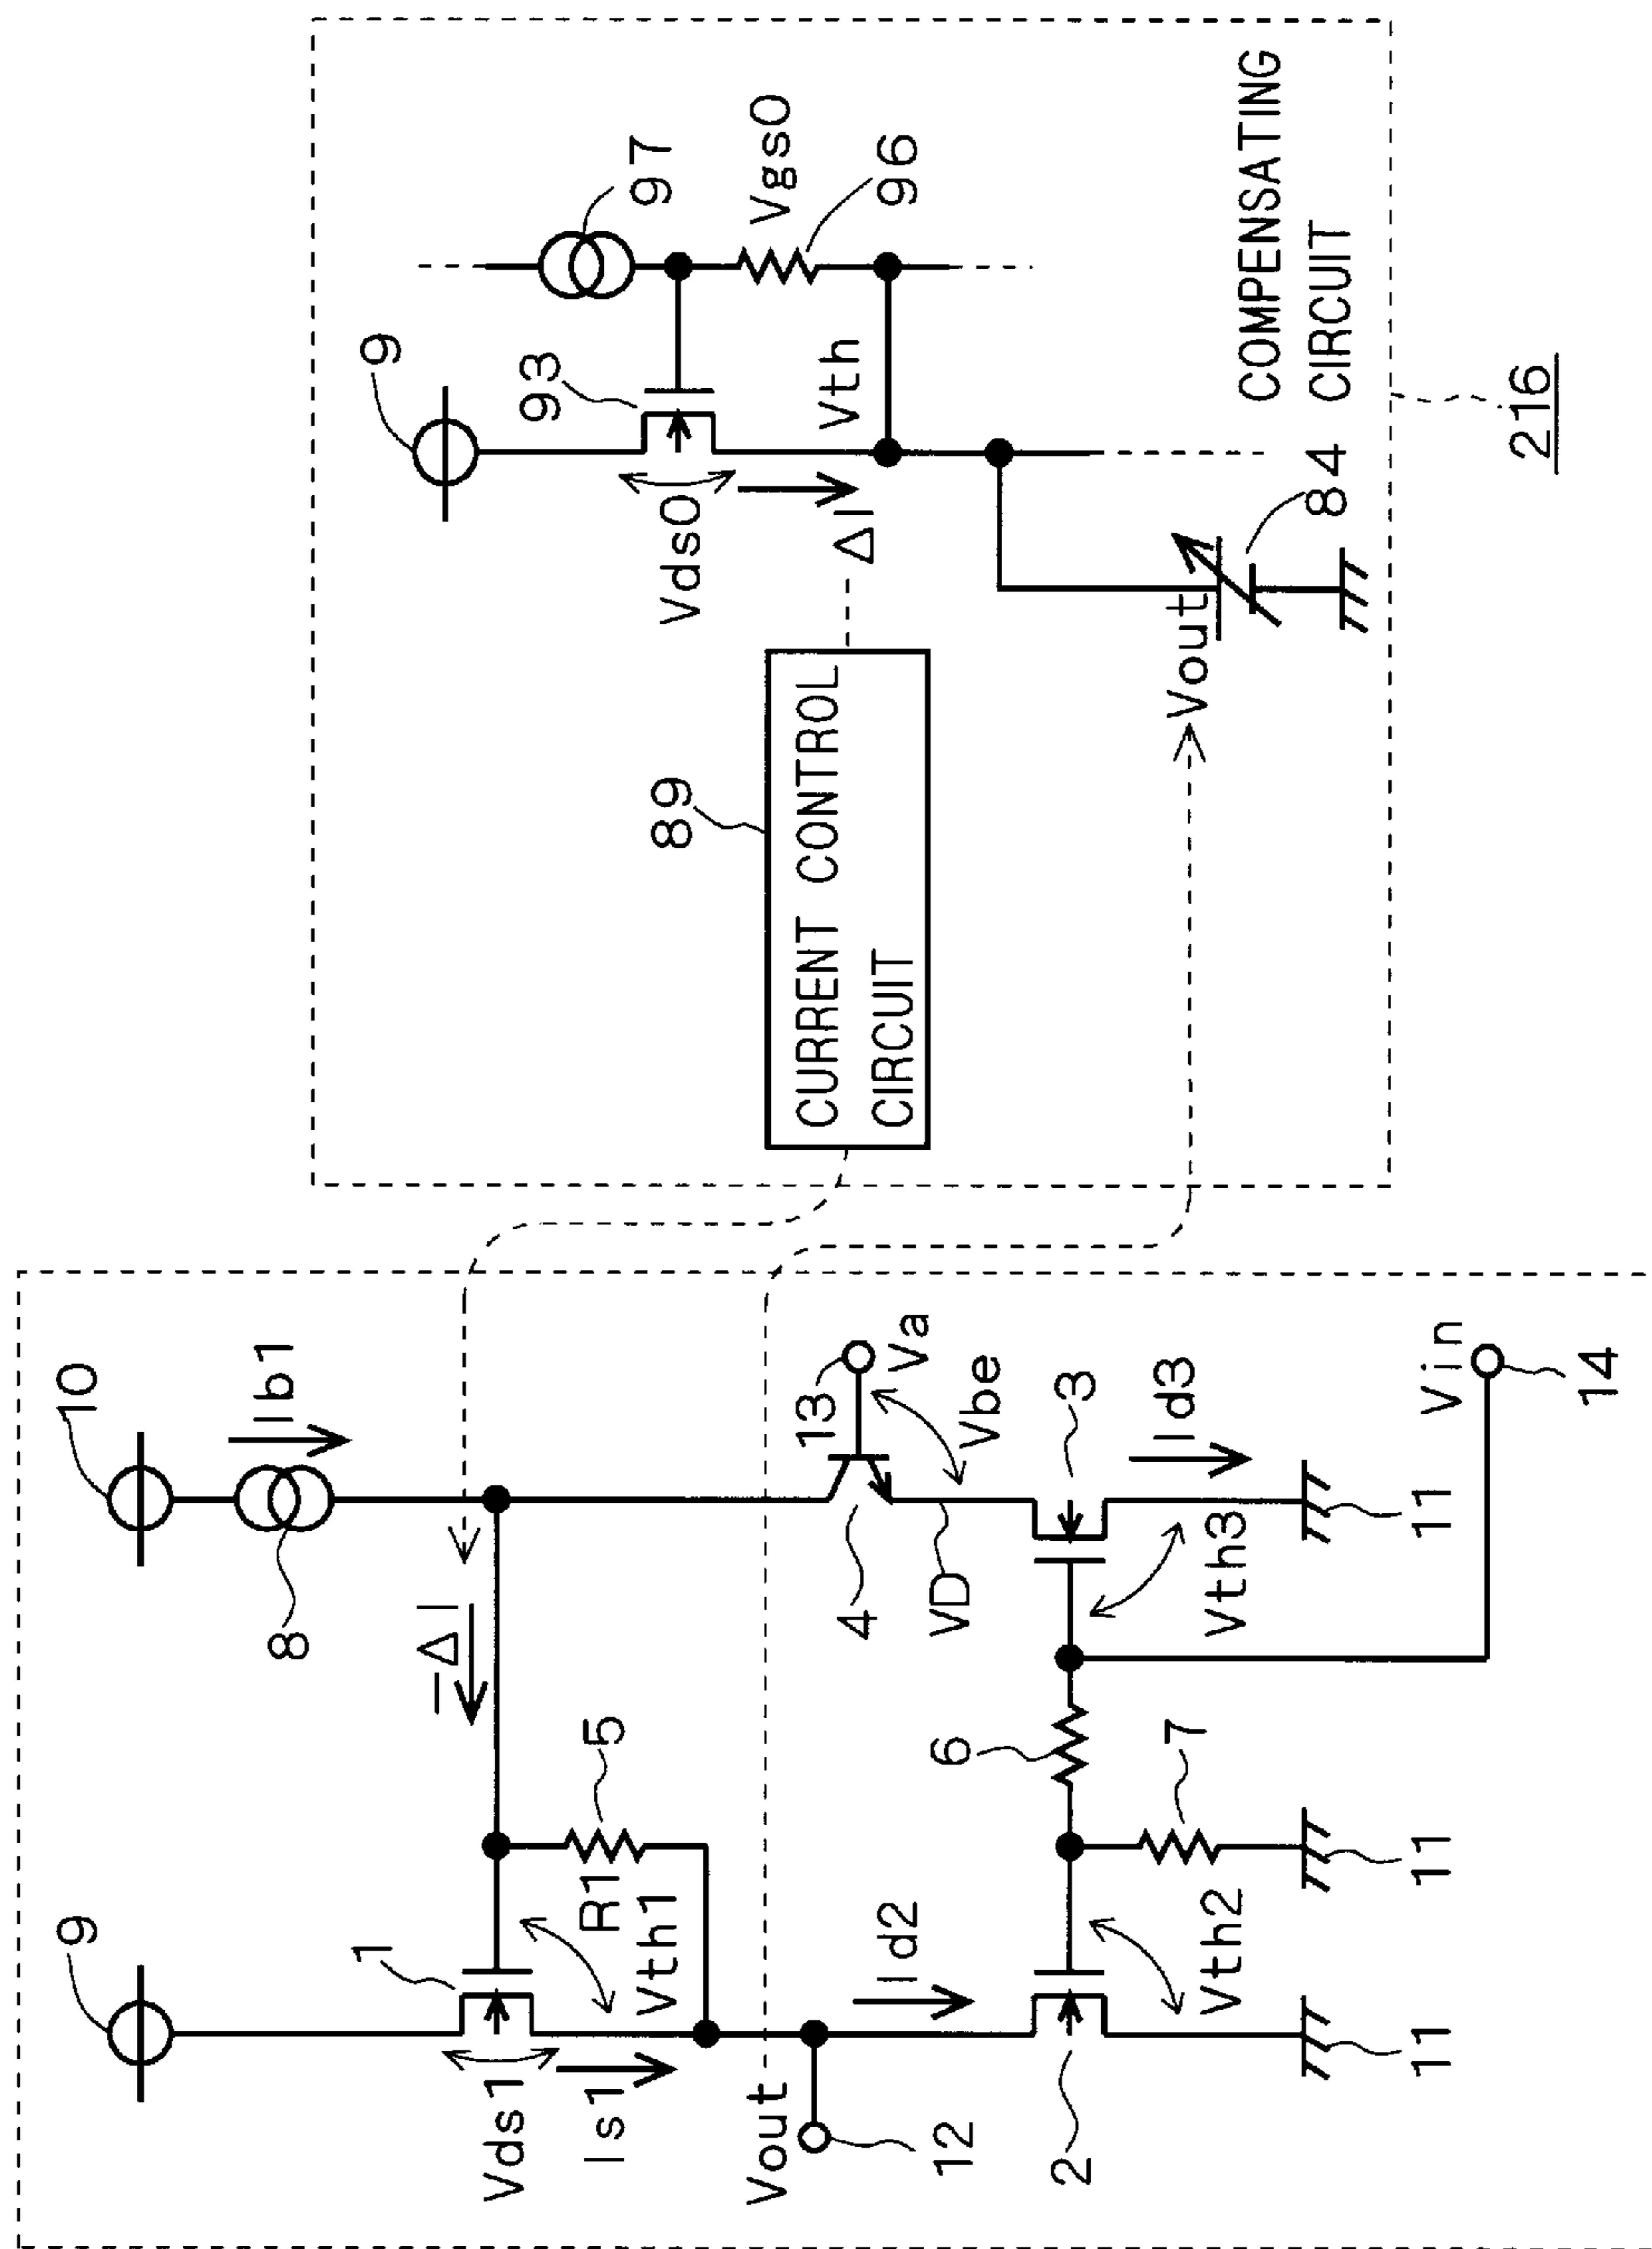 9
10
Ib1
8
1
Vds1
Is1
-ΔI
5
R1
Vth1
Vout
12
Id2
2
Vth2
6
7
11
11
4
VD
13
Va
Vbe
3
Id3
Vth3
11
Vin
14
9
93
97
Vds0
Vth
Vgs0
96
ΔI
89
CURRENT CONTROL
CIRCUIT
Vout
84
COMPENSATING
CIRCUIT
216